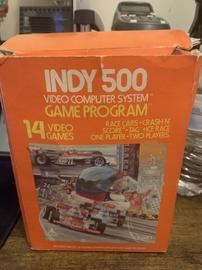 INDY 500
VIDEO COMPUTER SYSTEM™
GAME PROGRAM™
14 VIDEO GAMES
RACE CARS • CRASH N'
SCORE™ • TAG • ICE RACE
ONE PLAYER • TWO PLAYERS